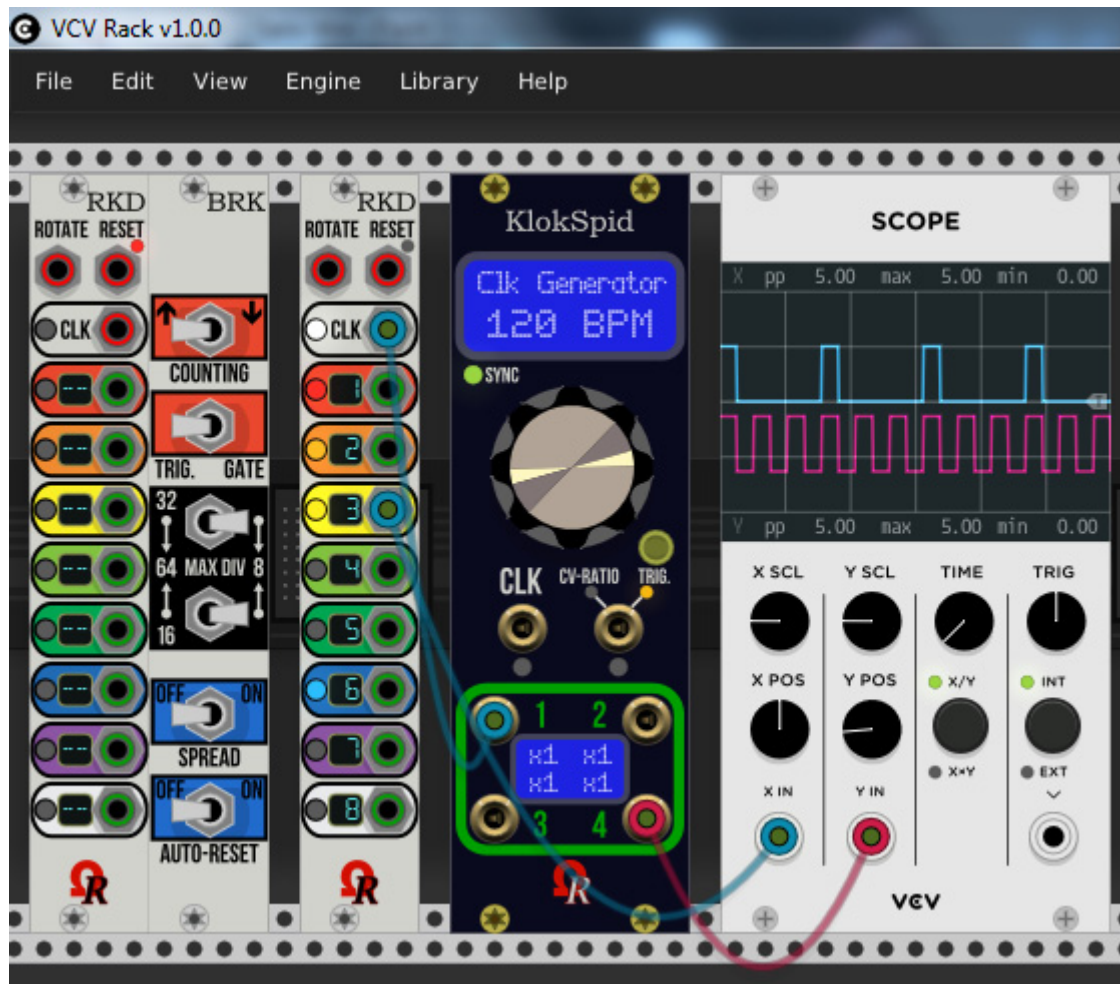 VCV Rack v1.0.0
File Edit View Engine Library Help
RKD
ROTATE RESET
CLK
--
--
--
--
--
--
--
--
ΩR
BRK
COUNTING
TRIG. GATE
32
64 MAX DIV 8
16
OFF ON
SPREAD
OFF ON
AUTO-RESET
RKD
ROTATE RESET
CLK
1
2
3
4
5
6
7
8
ΩR
KlokSpid
Clk Generator
120 BPM
SYNC
CLK CV-RATIO TRIG.
1 2
x1 x1
x1 x1
3 4
ΩR
SCOPE
X pp 5.00 max 5.00 min 0.00
T
Y pp 5.00 max 5.00 min 0.00
X SCL Y SCL TIME TRIG
X POS Y POS X/Y INT
X×Y EXT
X IN Y IN
VCV